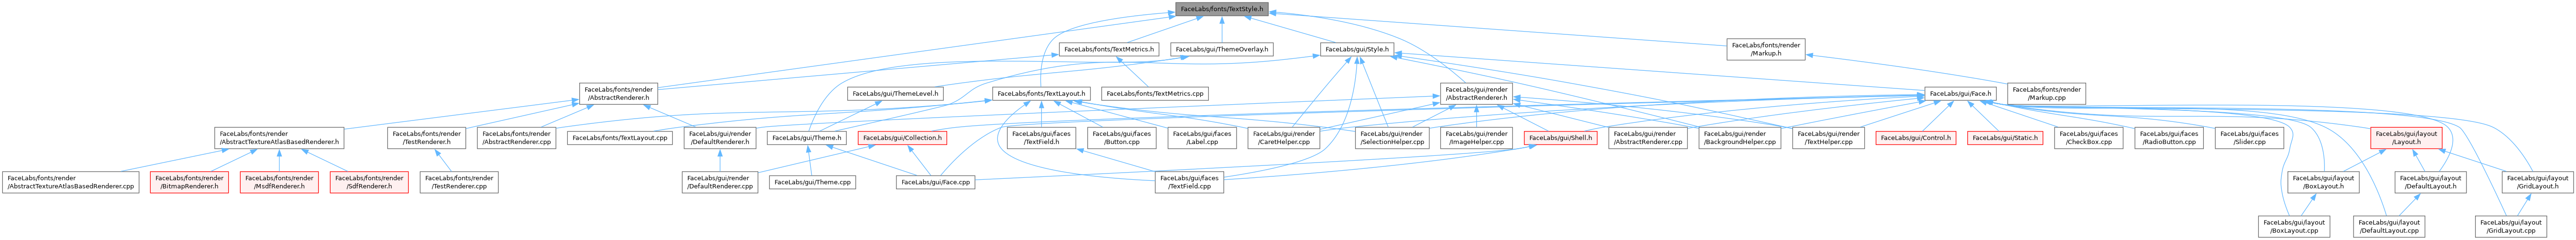 FaceLabs/fonts/TextStyle.h
FaceLabs/fonts/TextMetrics.h
FaceLabs/gui/ThemeOverlay.h
FaceLabs/gui/Style.h
FaceLabs/fonts/render
/Markup.h
FaceLabs/fonts/render
/AbstractRenderer.h
FaceLabs/gui/ThemeLevel.h
FaceLabs/fonts/TextLayout.h
FaceLabs/fonts/TextMetrics.cpp
FaceLabs/gui/render
/AbstractRenderer.h
FaceLabs/gui/Face.h
FaceLabs/fonts/render
/Markup.cpp
FaceLabs/fonts/render
/AbstractTextureAtlasBasedRenderer.h
FaceLabs/fonts/render
/TestRenderer.h
FaceLabs/fonts/render
/AbstractRenderer.cpp
FaceLabs/fonts/TextLayout.cpp
FaceLabs/gui/render
/DefaultRenderer.h
FaceLabs/gui/Theme.h
FaceLabs/gui/Collection.h
FaceLabs/gui/faces
/TextField.h
FaceLabs/gui/faces
/Button.cpp
FaceLabs/gui/faces
/Label.cpp
FaceLabs/gui/render
/CaretHelper.cpp
FaceLabs/gui/render
/SelectionHelper.cpp
FaceLabs/gui/render
/ImageHelper.cpp
FaceLabs/gui/Shell.h
FaceLabs/gui/render
/AbstractRenderer.cpp
FaceLabs/gui/render
/BackgroundHelper.cpp
FaceLabs/gui/render
/TextHelper.cpp
FaceLabs/gui/Control.h
FaceLabs/gui/Static.h
FaceLabs/gui/faces
/CheckBox.cpp
FaceLabs/gui/faces
/RadioButton.cpp
FaceLabs/gui/faces
/Slider.cpp
FaceLabs/gui/layout
/Layout.h
FaceLabs/fonts/render
/AbstractTextureAtlasBasedRenderer.cpp
FaceLabs/fonts/render
/BitmapRenderer.h
FaceLabs/fonts/render
/MsdfRenderer.h
FaceLabs/fonts/render
/SdfRenderer.h
FaceLabs/fonts/render
/TestRenderer.cpp
FaceLabs/gui/render
/DefaultRenderer.cpp
FaceLabs/gui/Theme.cpp
FaceLabs/gui/Face.cpp
FaceLabs/gui/faces
/TextField.cpp
FaceLabs/gui/layout
/BoxLayout.h
FaceLabs/gui/layout
/DefaultLayout.h
FaceLabs/gui/layout
/GridLayout.h
FaceLabs/gui/layout
/BoxLayout.cpp
FaceLabs/gui/layout
/DefaultLayout.cpp
FaceLabs/gui/layout
/GridLayout.cpp